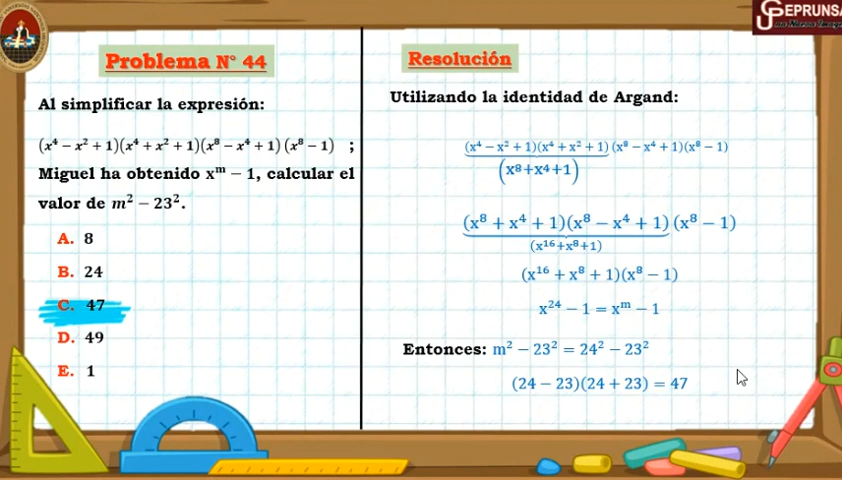 Problema N° 44
Al simplificar la expresión:
(x⁴ − x² + 1)(x⁴ + x² + 1)(x⁸ − x⁴ + 1)(x⁸ − 1) ;
Miguel ha obtenido xᵐ − 1, calcular el
valor de m² − 23².
A. 8
B. 24
C. 47
D. 49
E. 1
EPRUNSA
Resolución
Utilizando la identidad de Argand:
(x⁴ − x² + 1)(x⁴ + x² + 1)(x⁸ − x⁴ + 1)(x⁸ − 1)
(x⁸+x⁴+1)
(x⁸ + x⁴ + 1)(x⁸ − x⁴ + 1)(x⁸ − 1)
(x¹⁶+x⁸+1)
(x¹⁶ + x⁸ + 1)(x⁸ − 1)
x²⁴ − 1 = xᵐ − 1
Entonces: m² − 23² = 24² − 23²
(24 − 23)(24 + 23) = 47